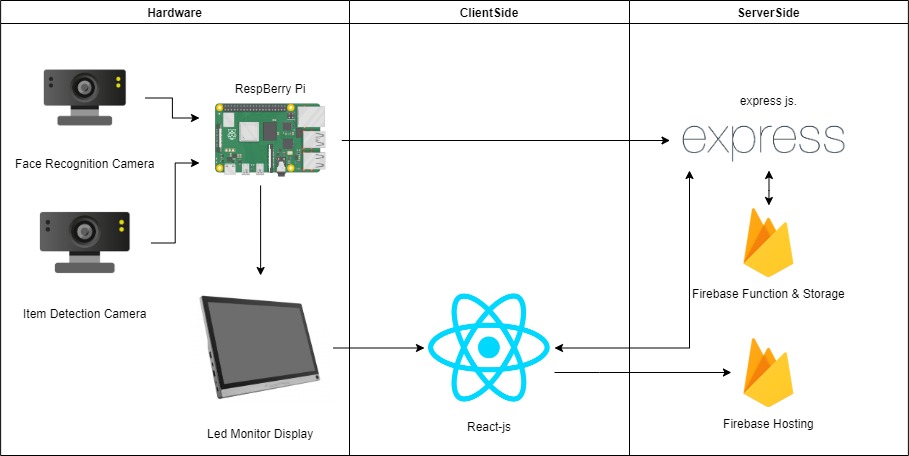 Hardware
ClientSide
ServerSide
RespBerry Pi
express js.
express
Face Recognition Camera
Firebase Function & Storage
Item Detection Camera
Led Monitor Display
React-js
Firebase Hosting